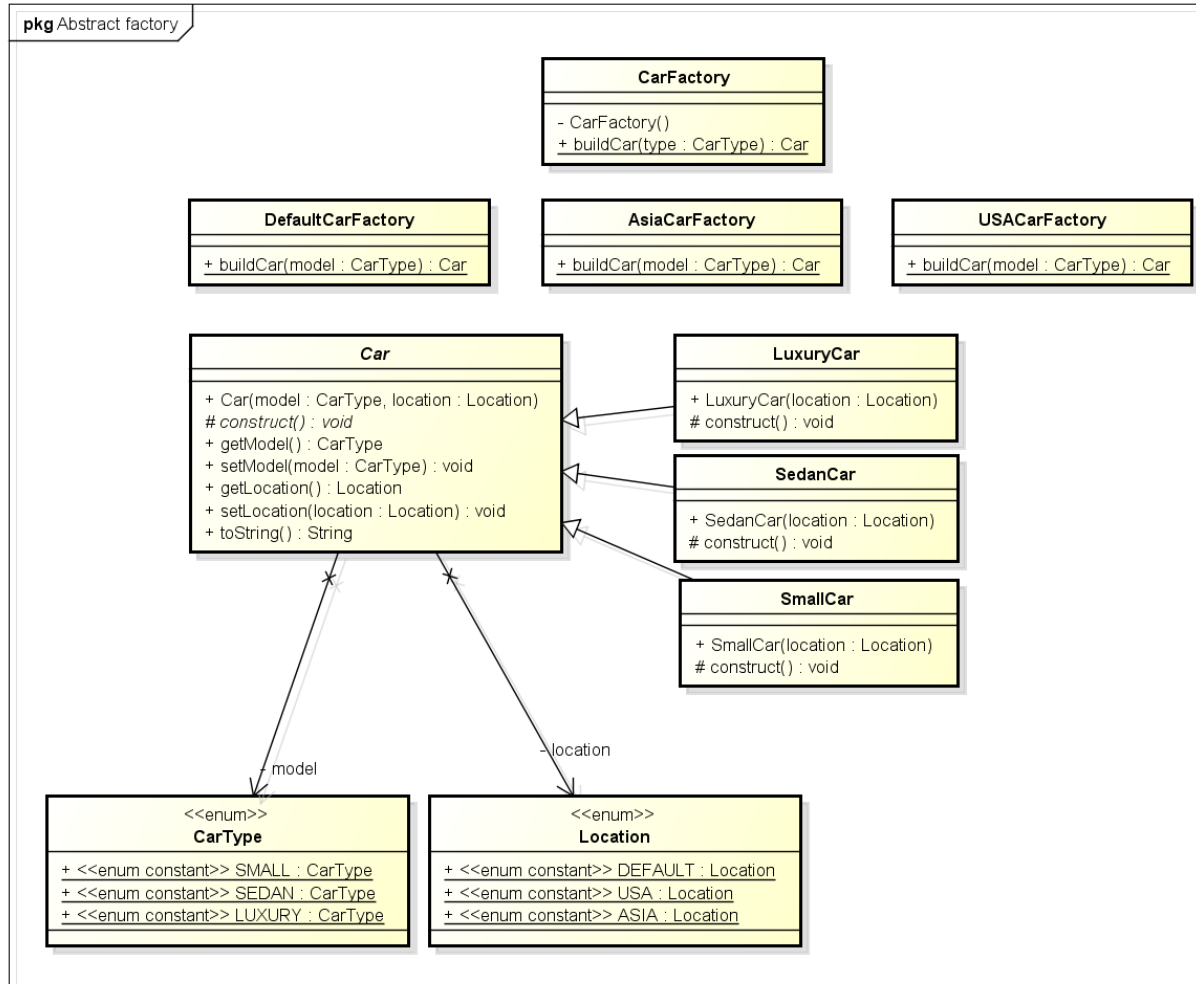 pkg Abstract factory
CarFactory
- CarFactory()
+ buildCar(type : CarType) : Car
DefaultCarFactory
+ buildCar(model : CarType) : Car
AsiaCarFactory
+ buildCar(model : CarType) : Car
USACarFactory
+ buildCar(model : CarType) : Car
Car
+ Car(model : CarType, location : Location)
# construct() : void
+ getModel() : CarType
+ setModel(model : CarType) : void
+ getLocation() : Location
+ setLocation(location : Location) : void
+ toString() : String
LuxuryCar
+ LuxuryCar(location : Location)
# construct() : void
SedanCar
+ SedanCar(location : Location)
# construct() : void
SmallCar
+ SmallCar(location : Location)
# construct() : void
- model
- location
<<enum>>
CarType
+ <<enum constant>> SMALL : CarType
+ <<enum constant>> SEDAN : CarType
+ <<enum constant>> LUXURY : CarType
<<enum>>
Location
+ <<enum constant>> DEFAULT : Location
+ <<enum constant>> USA : Location
+ <<enum constant>> ASIA : Location